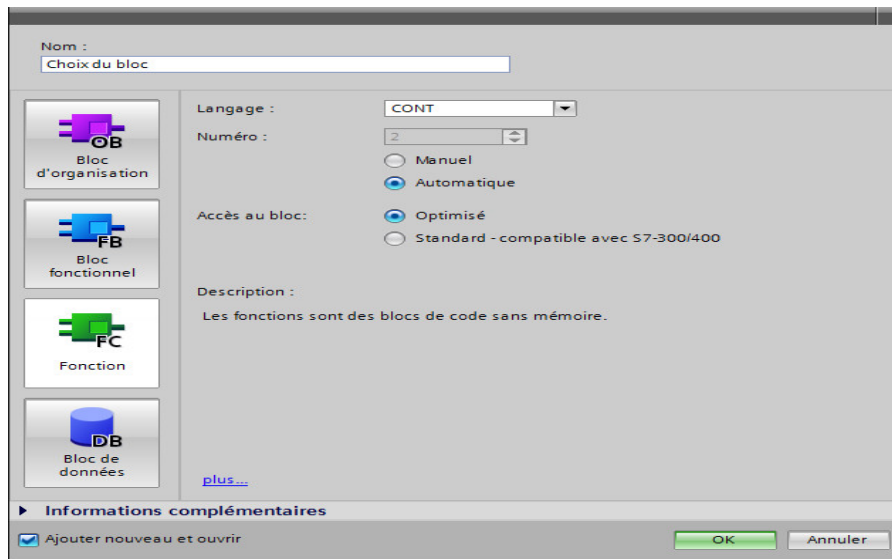 Nom :
Choix du bloc
OB
Bloc
d'organisation
FB
Bloc
fonctionnel
FC
Fonction
DB
Bloc de
données
Langage :
CONT
Numéro :
2
Manuel
Automatique
Accès au bloc:
Optimisé
Standard - compatible avec S7-300/400
Description :
Les fonctions sont des blocs de code sans mémoire.
plus...
Informations complémentaires
Ajouter nouveau et ouvrir
OK
Annuler